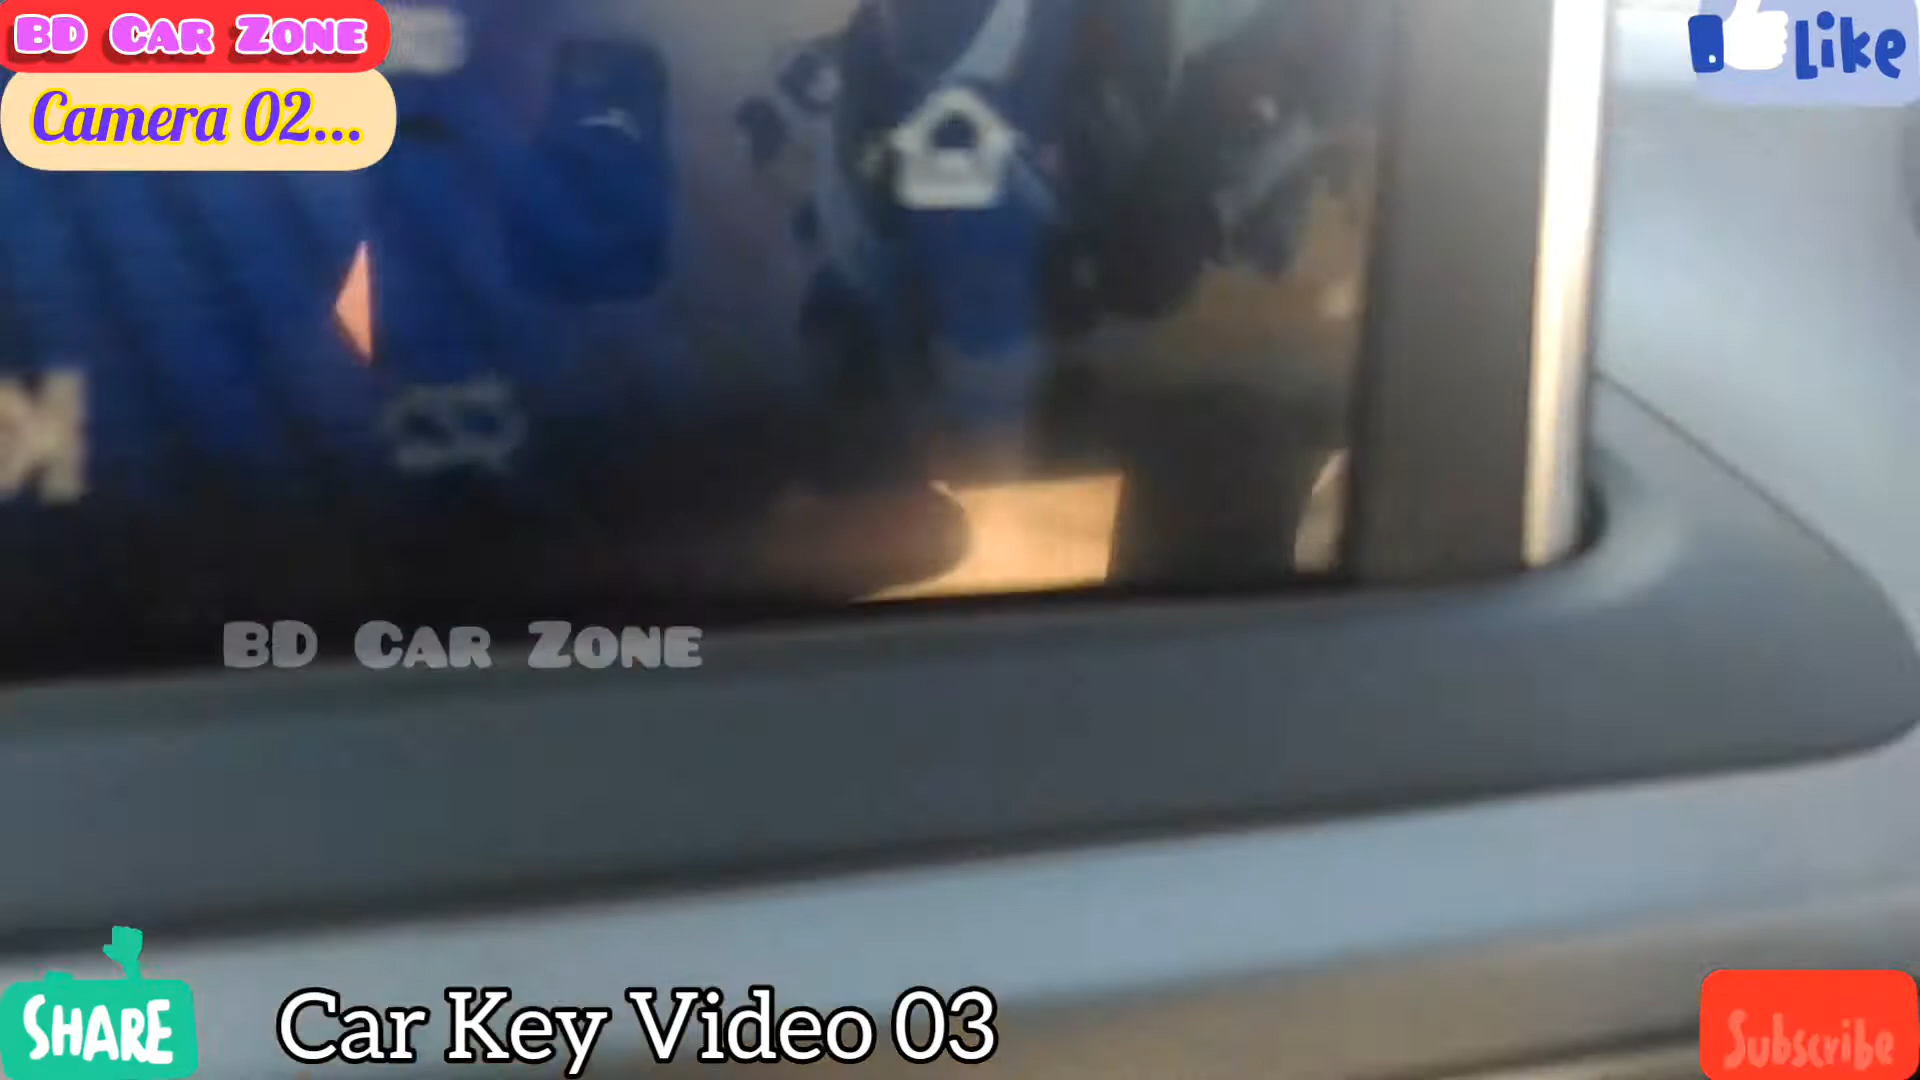 BD CAR ZONE
Camera 02...
Like
BD CAR ZONE
SHARE
Car Key Video 03
Subscribe